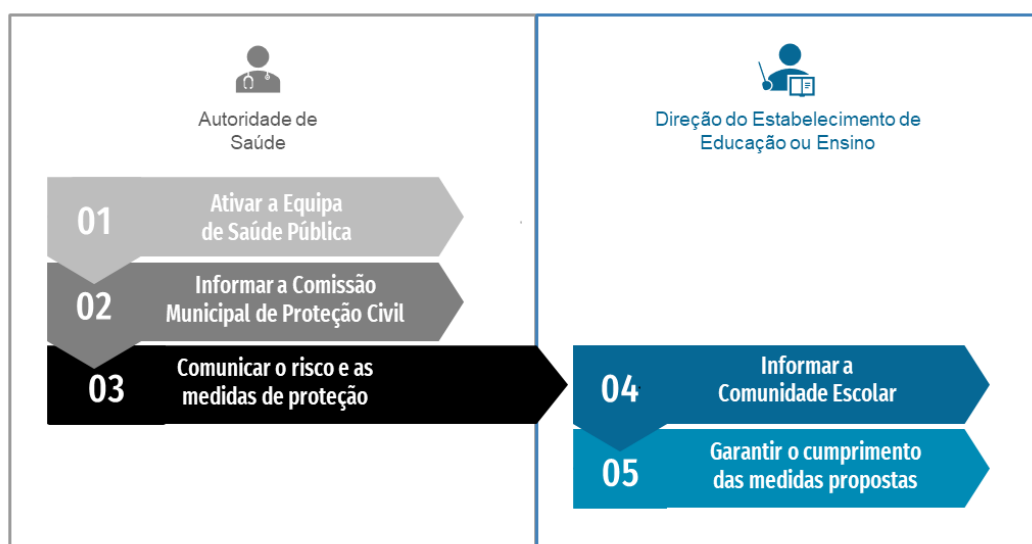 Autoridade de
Saúde
01
Ativar a Equipa
de Saúde Pública
02
Informar a Comissão
Municipal de Proteção Civil
03
Comunicar o risco e as
medidas de proteção
Direção do Estabelecimento de
Educação ou Ensino
04
Informar a
Comunidade Escolar
05
Garantir o cumprimento
das medidas propostas